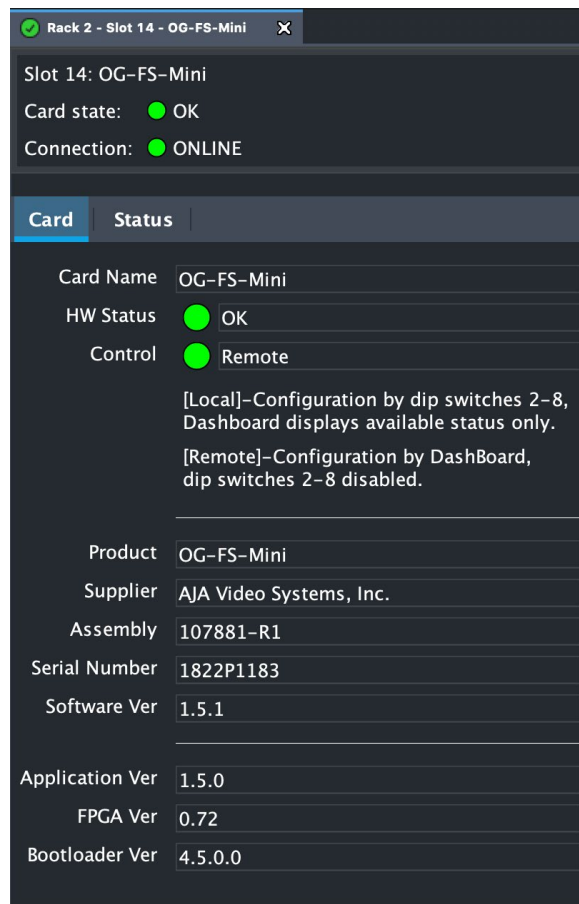 Rack 2 - Slot 14 - OG-FS-Mini
Slot 14: OG-FS-Mini
Card state: OK
Connection: ONLINE
Card Status
Card Name OG-FS-Mini
HW Status OK
Control Remote
[Local]-Configuration by dip switches 2-8,
Dashboard displays available status only.
[Remote]-Configuration by DashBoard,
dip switches 2-8 disabled.
Product OG-FS-Mini
Supplier AJA Video Systems, Inc.
Assembly 107881-R1
Serial Number 1822P1183
Software Ver 1.5.1
Application Ver 1.5.0
FPGA Ver 0.72
Bootloader Ver 4.5.0.0